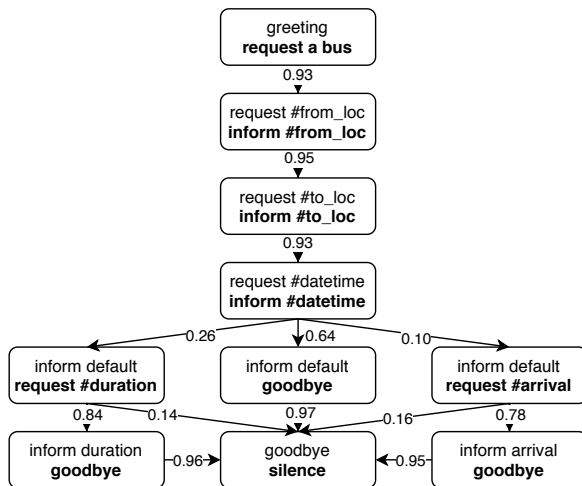 greeting
request a bus
0.93
request #from_loc
inform #from_loc
0.95
request #to_loc
inform #to_loc
0.93
request #datetime
inform #datetime
0.26
0.64
0.10
inform default
request #duration
inform default
goodbye
inform default
request #arrival
0.84
0.14
0.97
0.16
0.78
inform duration
goodbye
0.96
goodbye
silence
0.95
inform arrival
goodbye